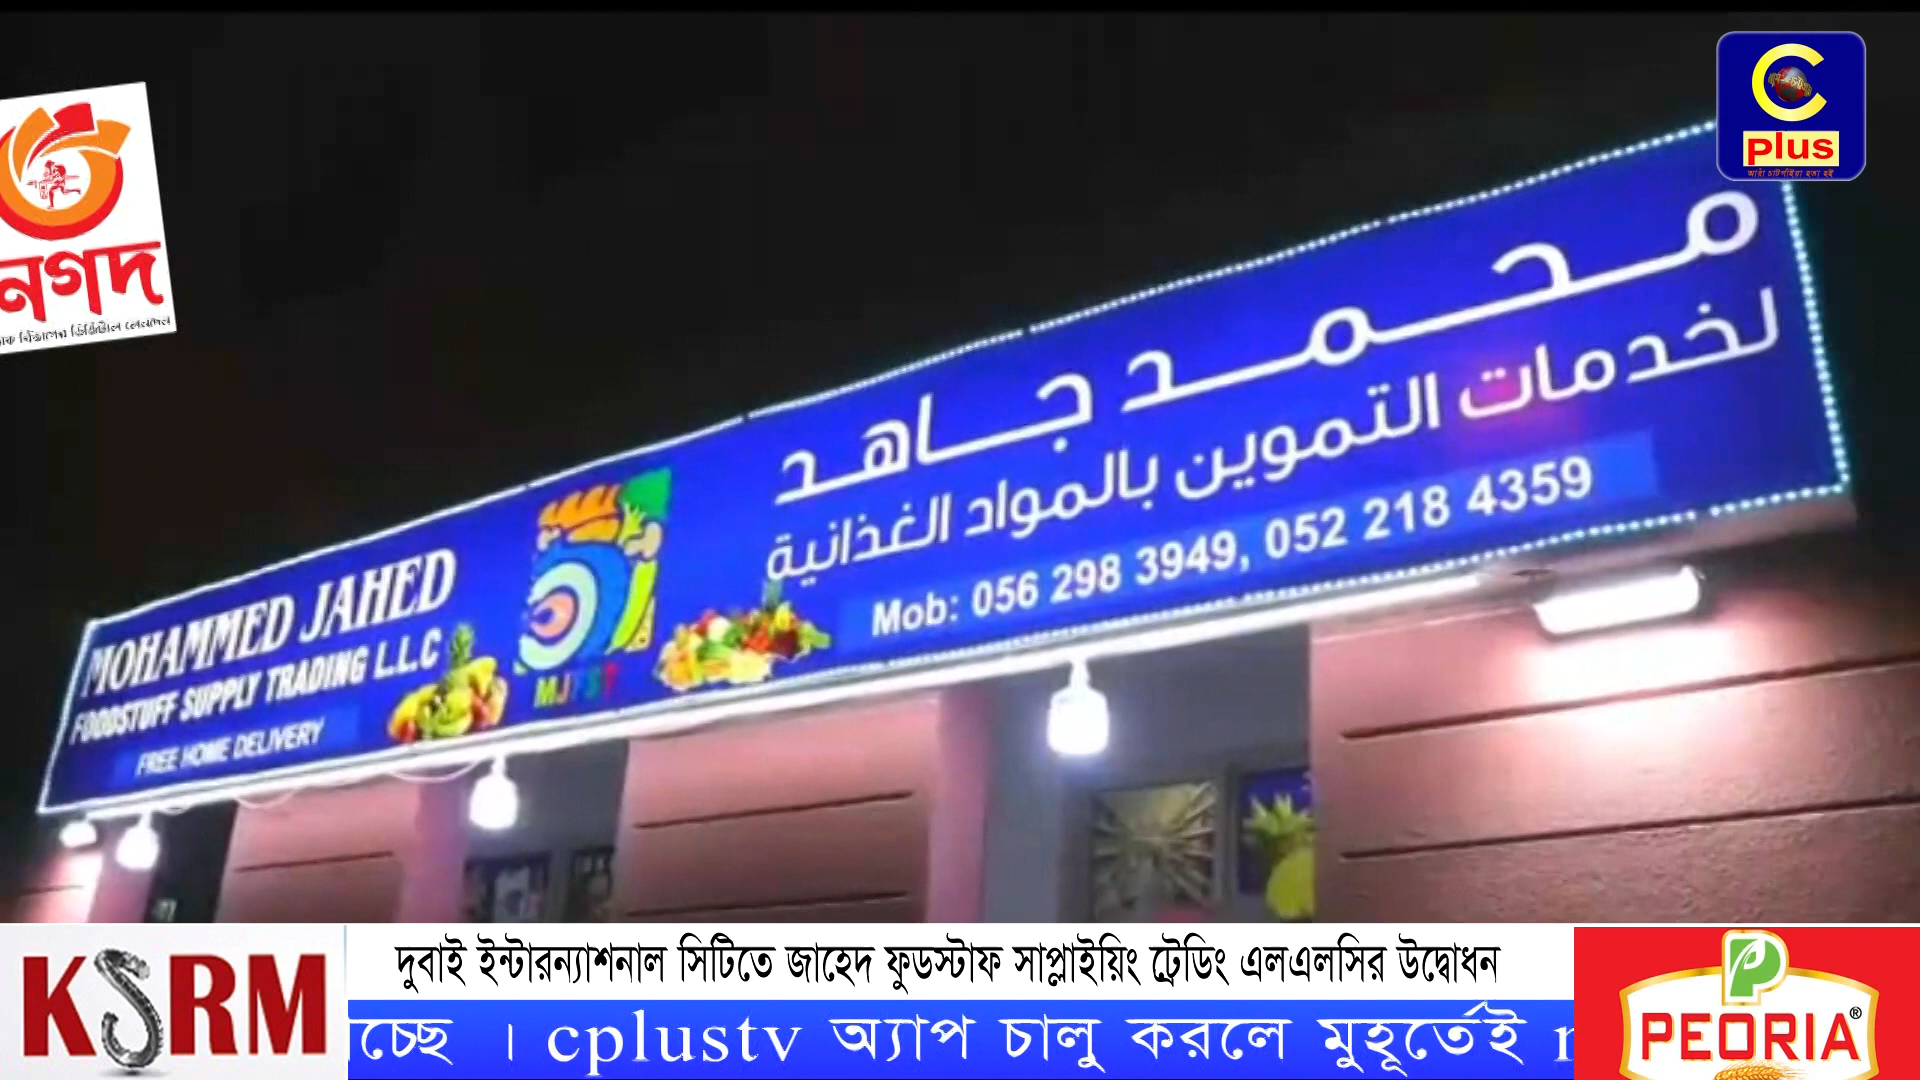 C
plus
নগদ
محمد جاهد
لخدمات التموين بالمواد الغذائية
Mob: 056 298 3949, 052 218 4359
MOHAMMED JAHED
FOODSTUFF SUPPLY TRADING L.L.C
FREE HOME DELIVERY
MJFST
KSRM
দুবাই ইন্টারন্যাশনাল সিটিতে জাহেদ ফুডস্টাফ সাপ্লাইয়িং ট্রেডিং এলএলসির উদ্বোধন
। cplustv অ্যাপ চালু করলে মুহূর্তেই
P
PEORIA®